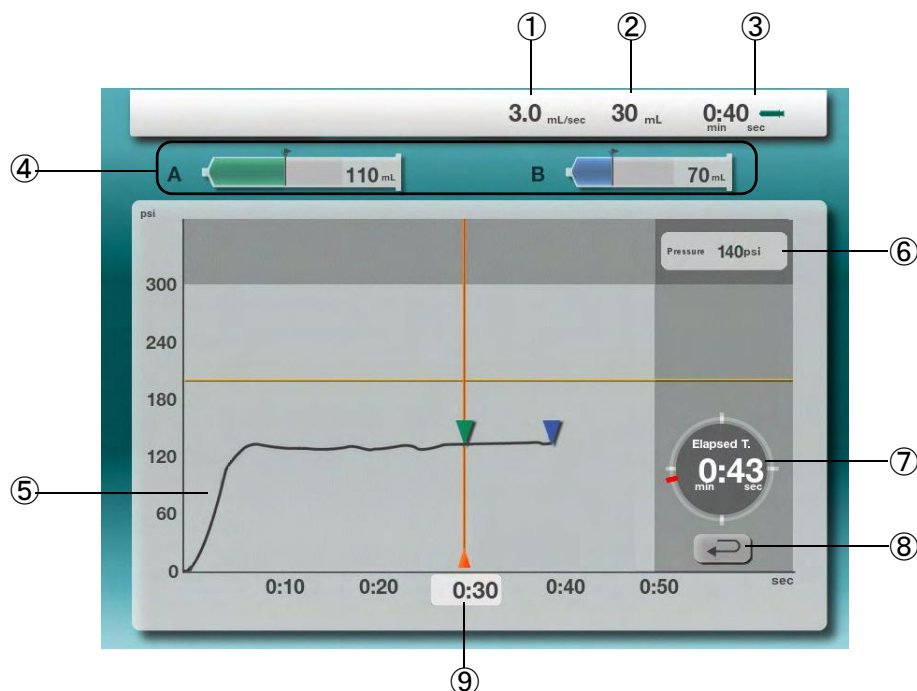 ① ② ③
3.0 mL/sec 30 mL 0:40 min sec
④ A 110 mL B 70 mL
psi
Pressure 140psi ⑥
300
240
180
120
60
0
Elapsed T.
0:43 ⑦
min sec
⑤
⑧
0:10 0:20 0:30 0:40 0:50 sec
⑨